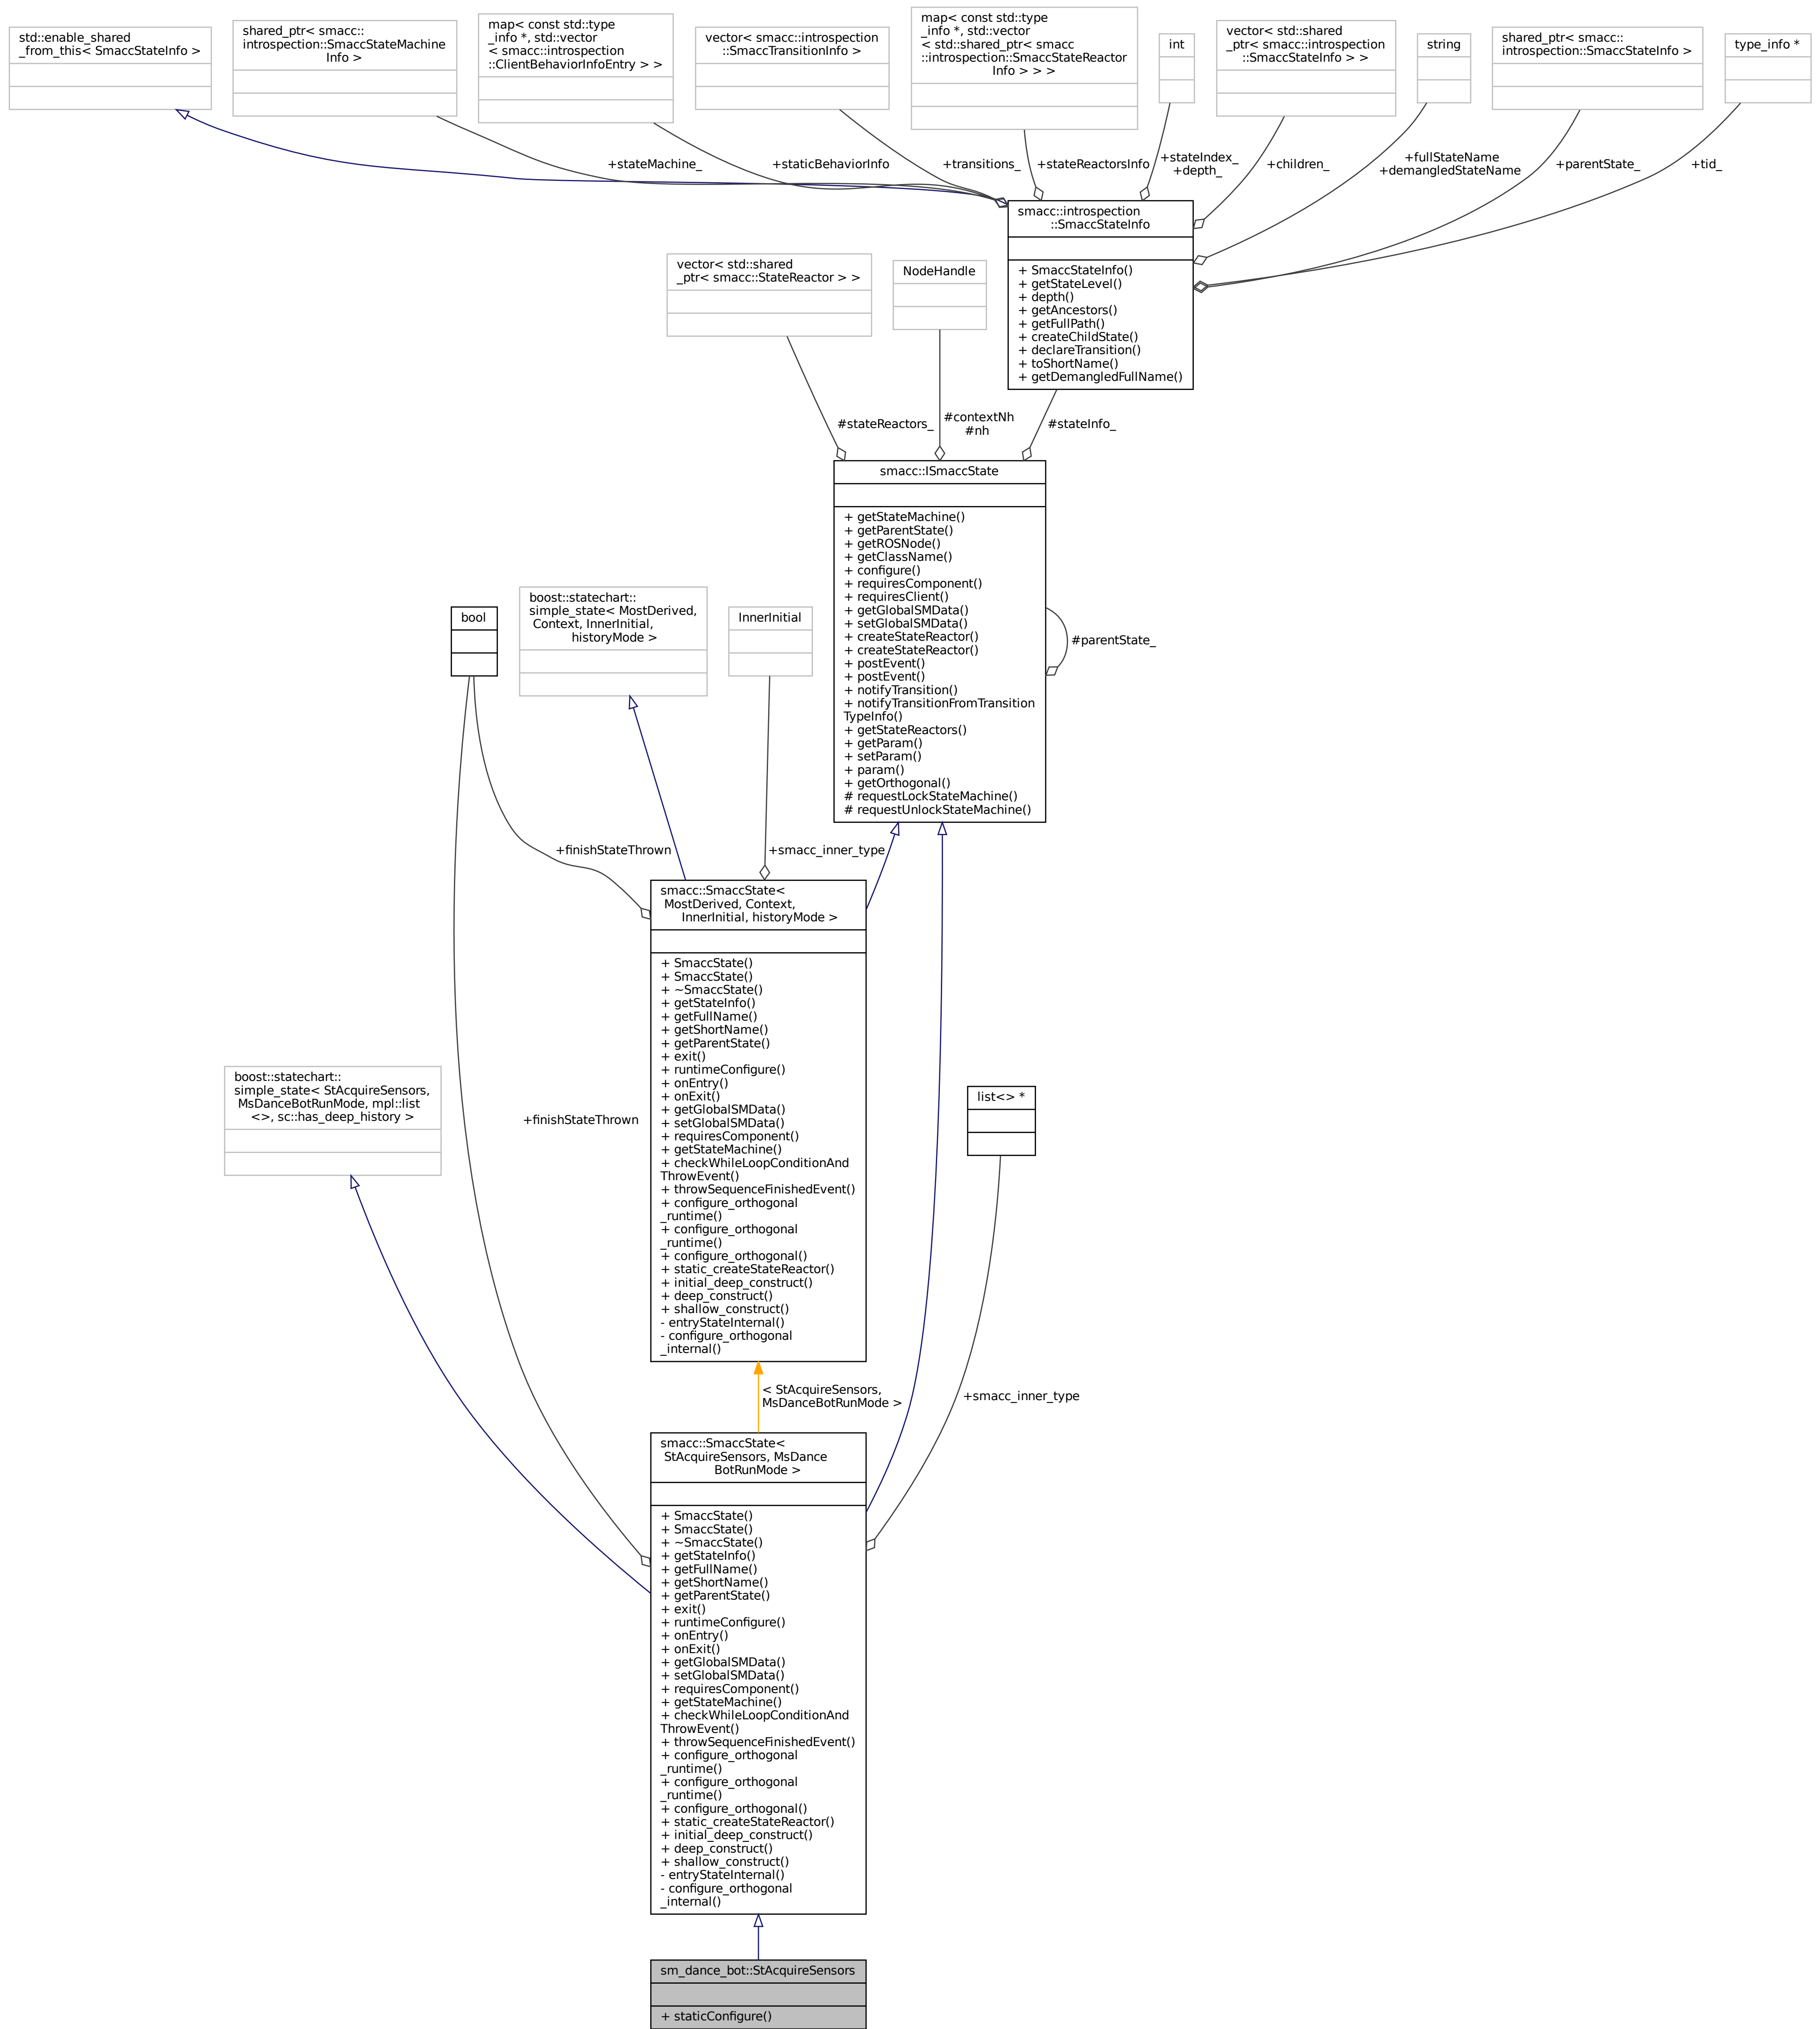 std::enable_shared
_from_this< SmaccStateInfo >
shared_ptr< smacc::
introspection::SmaccStateMachine
Info >
map< const std::type
_info *, std::vector
< smacc::introspection
::ClientBehaviorInfoEntry > >
vector< smacc::introspection
::SmaccTransitionInfo >
map< const std::type
_info *, std::vector
< std::shared_ptr< smacc
::introspection::SmaccStateReactor
Info > > >
int
vector< std::shared
_ptr< smacc::introspection
::SmaccStateInfo > >
string
shared_ptr< smacc::
introspection::SmaccStateInfo >
type_info *
+stateMachine_
+staticBehaviorInfo
+transitions_
+stateReactorsInfo
+stateIndex_
+depth_
+children_
+fullStateName
+demangledStateName
+parentState_
+tid_
smacc::introspection
::SmaccStateInfo
+ SmaccStateInfo()
+ getStateLevel()
+ depth()
+ getAncestors()
+ getFullPath()
+ createChildState()
+ declareTransition()
+ toShortName()
+ getDemangledFullName()
vector< std::shared
_ptr< smacc::StateReactor > >
NodeHandle
#stateReactors_
#contextNh
#nh
#stateInfo_
smacc::ISmaccState
+ getStateMachine()
+ getParentState()
+ getROSNode()
+ getClassName()
+ configure()
+ requiresComponent()
+ requiresClient()
+ getGlobalSMData()
+ setGlobalSMData()
+ createStateReactor()
+ createStateReactor()
+ postEvent()
+ postEvent()
+ notifyTransition()
+ notifyTransitionFromTransition
TypeInfo()
+ getStateReactors()
+ getParam()
+ setParam()
+ param()
+ getOrthogonal()
# requestLockStateMachine()
# requestUnlockStateMachine()
#parentState_
bool
boost::statechart::
simple_state< MostDerived,
Context, InnerInitial,
historyMode >
InnerInitial
+finishStateThrown
+smacc_inner_type
smacc::SmaccState<
MostDerived, Context,
InnerInitial, historyMode >
+ SmaccState()
+ SmaccState()
+ ~SmaccState()
+ getStateInfo()
+ getFullName()
+ getShortName()
+ getParentState()
+ exit()
+ runtimeConfigure()
+ onEntry()
+ onExit()
+ getGlobalSMData()
+ setGlobalSMData()
+ requiresComponent()
+ getStateMachine()
+ checkWhileLoopConditionAnd
ThrowEvent()
+ throwSequenceFinishedEvent()
+ configure_orthogonal
_runtime()
+ configure_orthogonal
_runtime()
+ configure_orthogonal()
+ static_createStateReactor()
+ initial_deep_construct()
+ deep_construct()
+ shallow_construct()
- entryStateInternal()
- configure_orthogonal
_internal()
boost::statechart::
simple_state< StAcquireSensors,
MsDanceBotRunMode, mpl::list
<>, sc::has_deep_history >
+finishStateThrown
list<> *
< StAcquireSensors,
MsDanceBotRunMode >
+smacc_inner_type
smacc::SmaccState<
StAcquireSensors, MsDance
BotRunMode >
+ SmaccState()
+ SmaccState()
+ ~SmaccState()
+ getStateInfo()
+ getFullName()
+ getShortName()
+ getParentState()
+ exit()
+ runtimeConfigure()
+ onEntry()
+ onExit()
+ getGlobalSMData()
+ setGlobalSMData()
+ requiresComponent()
+ getStateMachine()
+ checkWhileLoopConditionAnd
ThrowEvent()
+ throwSequenceFinishedEvent()
+ configure_orthogonal
_runtime()
+ configure_orthogonal
_runtime()
+ configure_orthogonal()
+ static_createStateReactor()
+ initial_deep_construct()
+ deep_construct()
+ shallow_construct()
- entryStateInternal()
- configure_orthogonal
_internal()
sm_dance_bot::StAcquireSensors
+ staticConfigure()